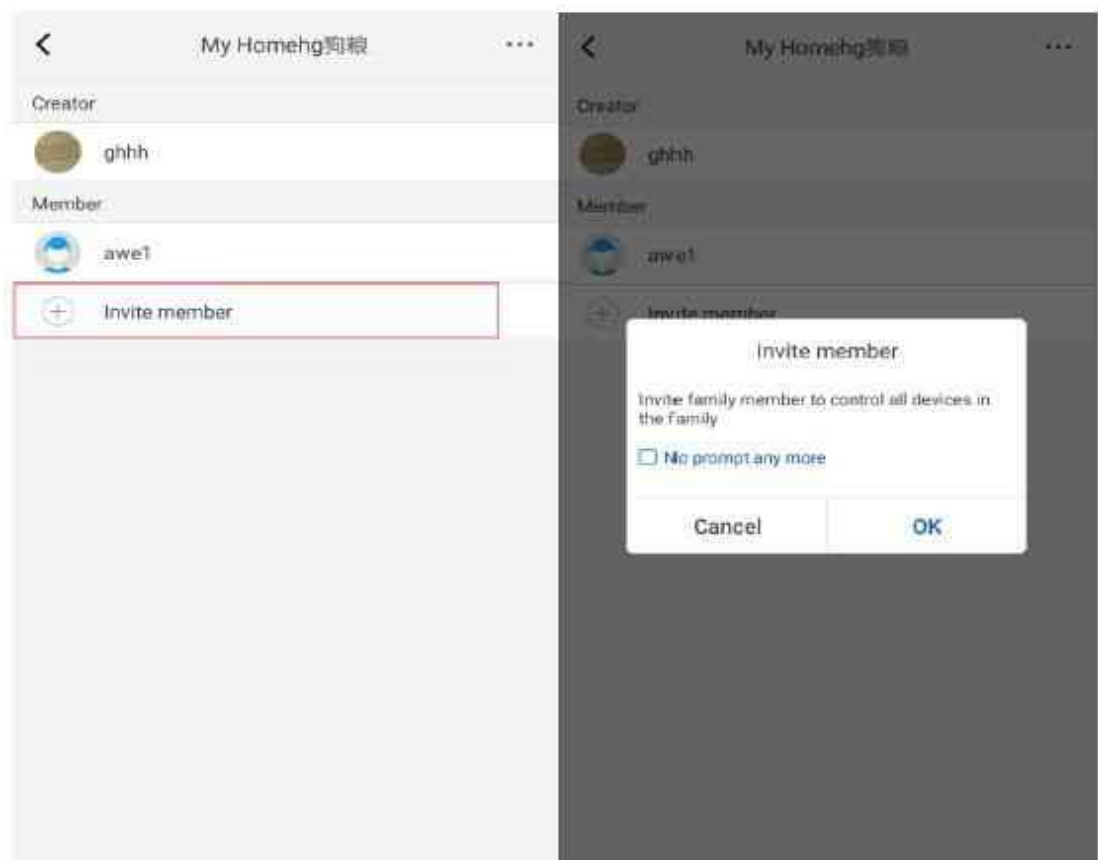 My Homehg狗粮
Creator
ghhh
Member
awe1
Invite member
My Homehg狗粮
Creator
ghhh
Member
awe1
Invite member
Invite member
Invite family member to control all devices in
the family
No prompt any more
Cancel
OK